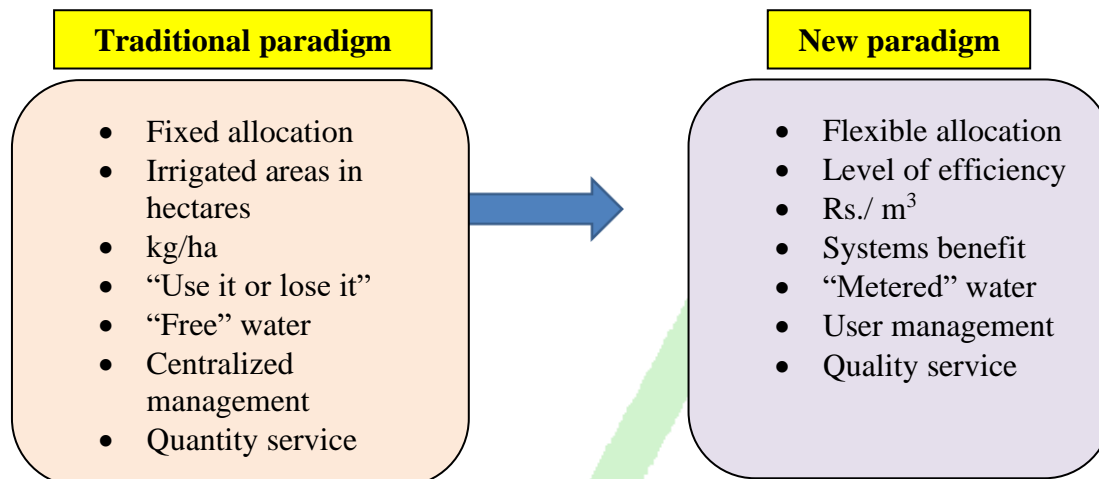 Traditional paradigm
• Fixed allocation
• Irrigated areas in
hectares
• kg/ha
• “Use it or lose it”
• “Free” water
• Centralized
management
• Quantity service
New paradigm
• Flexible allocation
• Level of efficiency
• Rs./ m³
• Systems benefit
• “Metered” water
• User management
• Quality service